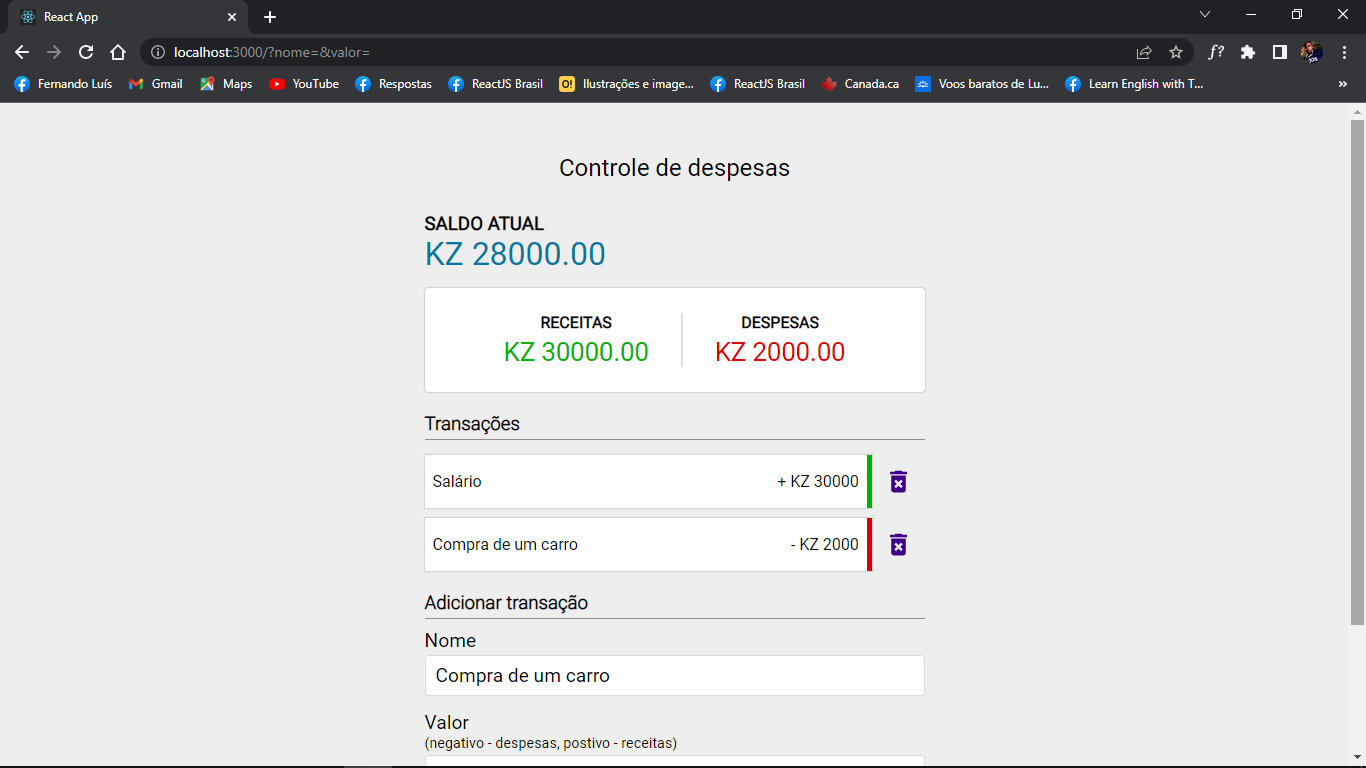 React App
localhost:3000/?nome=&valor=
f?
Fernando Luís Gmail Maps YouTube Respostas ReactJS Brasil O! Ilustrações e image... ReactJS Brasil Canada.ca Voos baratos de Lu... Learn English with T... »
Controle de despesas
SALDO ATUAL
KZ 28000.00
RECEITAS DESPESAS
KZ 30000.00 KZ 2000.00
Transações
Salário + KZ 30000
Compra de um carro - KZ 2000
Adicionar transação
Nome
Compra de um carro
Valor
(negativo - despesas, postivo - receitas)